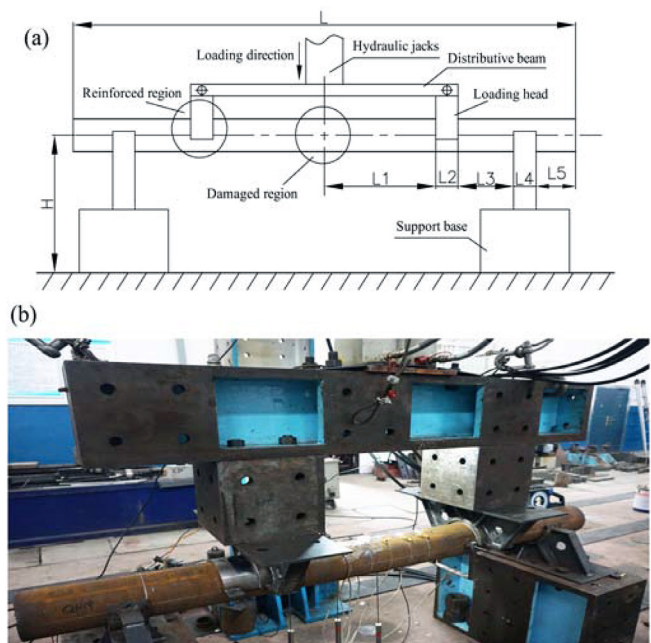 (a)
L
Hydraulic jacks
Loading direction
Distributive beam
Reinforced region
Loading head
L1
L2
L3
L4
L5
Damaged region
H
Support base
(b)